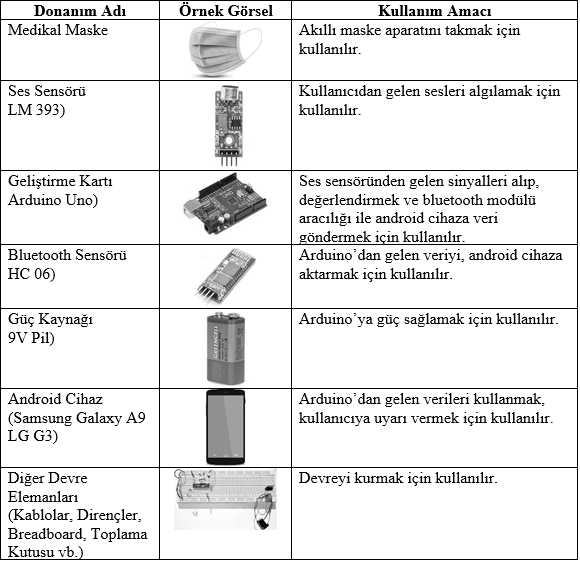 Donanım Adı
Örnek Görsel
Kullanım Amacı
Medikal Maske
Akıllı maske aparatını takmak için
kullanılır.
Ses Sensörü
LM 393)
Kullanıcıdan gelen sesleri algılamak için
kullanılır.
Geliştirme Kartı
Arduino Uno)
Ses sensöründen gelen sinyalleri alıp,
değerlendirmek ve bluetooth modülü
aracılığı ile android cihaza veri
göndermek için kullanılır.
Bluetooth Sensörü
HC 06)
Arduino’dan gelen veriyi, android cihaza
aktarmak için kullanılır.
Güç Kaynağı
9V Pil)
GREENCELL
Arduino’ya güç sağlamak için kullanılır.
Android Cihaz
(Samsung Galaxy A9
LG G3)
Arduino’dan gelen verileri kullanmak,
kullanıcıya uyarı vermek için kullanılır.
Diğer Devre
Elemanları
(Kablolar, Dirençler,
Breadboard, Toplama
Kutusu vb.)
Devreyi kurmak için kullanılır.